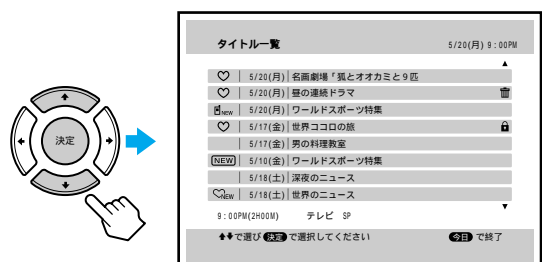 決定
タイトル一覧 5/20(月) 9:00PM
5/20(月) 名画劇場「狐とオオカミと9匹
5/20(月) 昼の連続ドラマ
NEW 5/20(月) ワールドスポーツ特集
5/17(金) 世界ココロの旅
5/17(金) 男の料理教室
NEW 5/10(金) ワールドスポーツ特集
5/18(土) 深夜のニュース
NEW 5/18(土) 世界のニュース
9:00PM(2H00M) テレビ SP
で選び 決定 で選択してください 今日 で終了